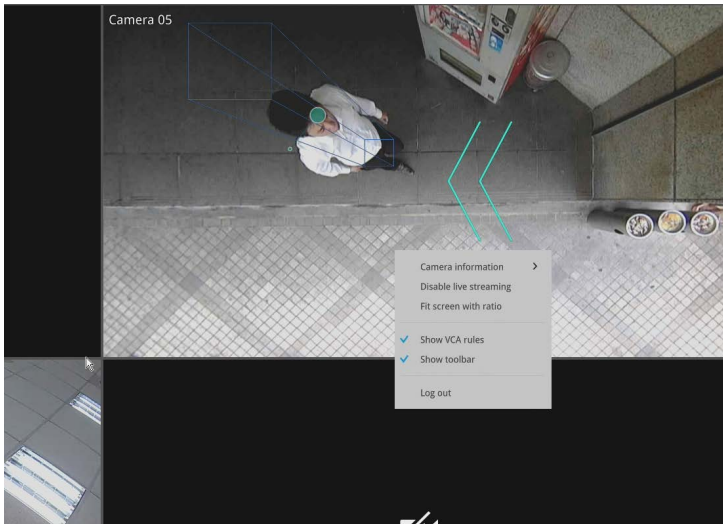 Camera 05
Camera information
Disable live streaming
Fit screen with ratio
Show VCA rules
Show toolbar
Log out